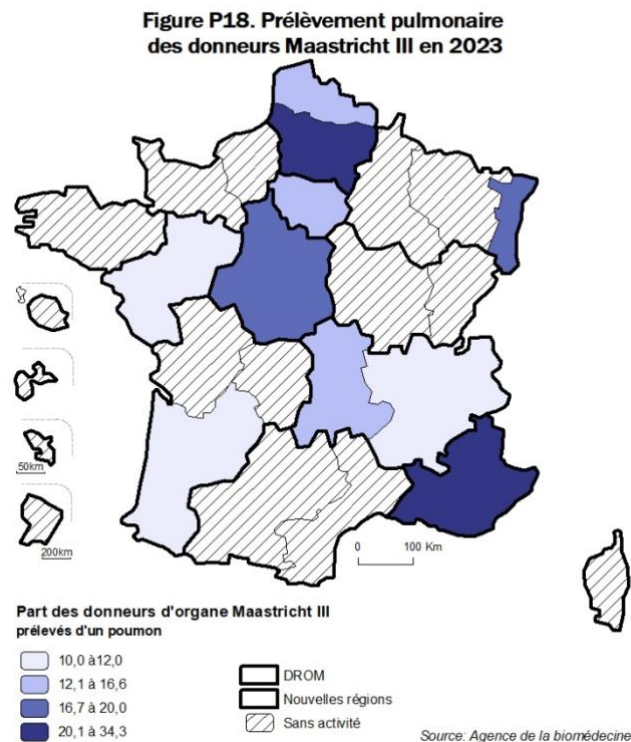 Figure P18. Prélèvement pulmonaire
des donneurs Maastricht III en 2023
50km
200km
0 100 Km
Part des donneurs d'organe Maastricht III
prélevés d'un poumon
10,0 à12,0
12,1 à 16,6
16,7 à 20,0
20,1 à 34,3
DROM
Nouvelles régions
Sans activité
Source: Agence de la biomédecine